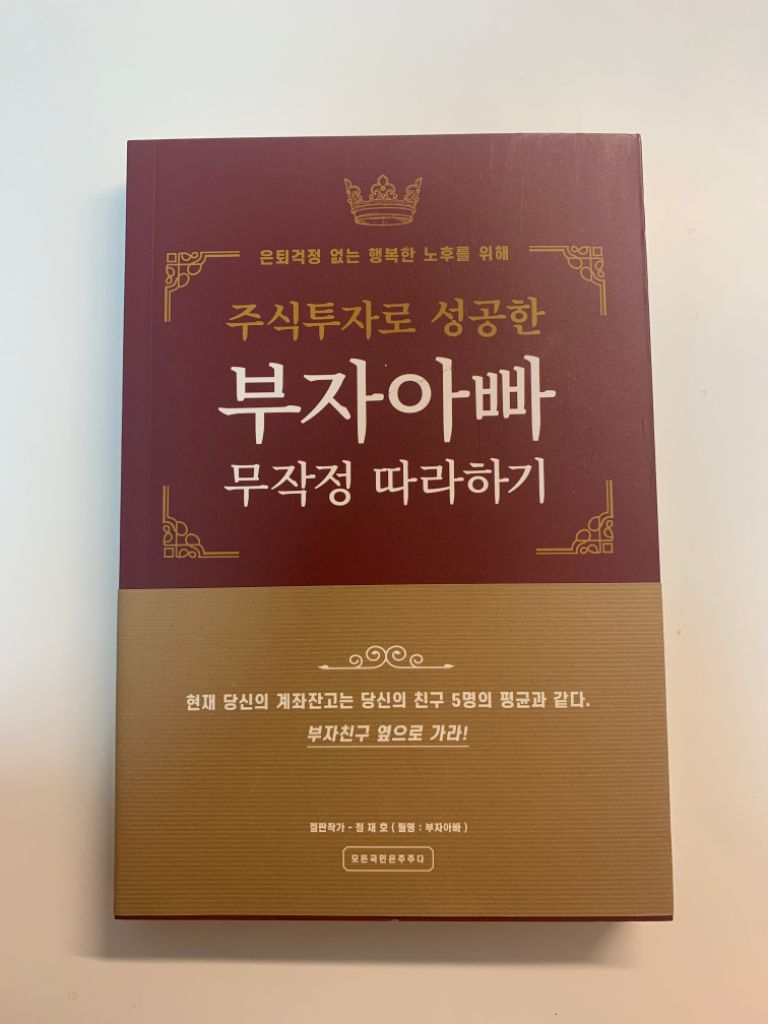 은퇴걱정 없는 행복한 노후를 위해
주식투자로 성공한
부자아빠
무작정 따라하기
현재 당신의 계좌잔고는 당신의 친구 5명의 평균과 같다.
부자친구 옆으로 가라!
절판작가 - 정 재 호 ( 필명 : 부자아빠 )
모든국민은주주다